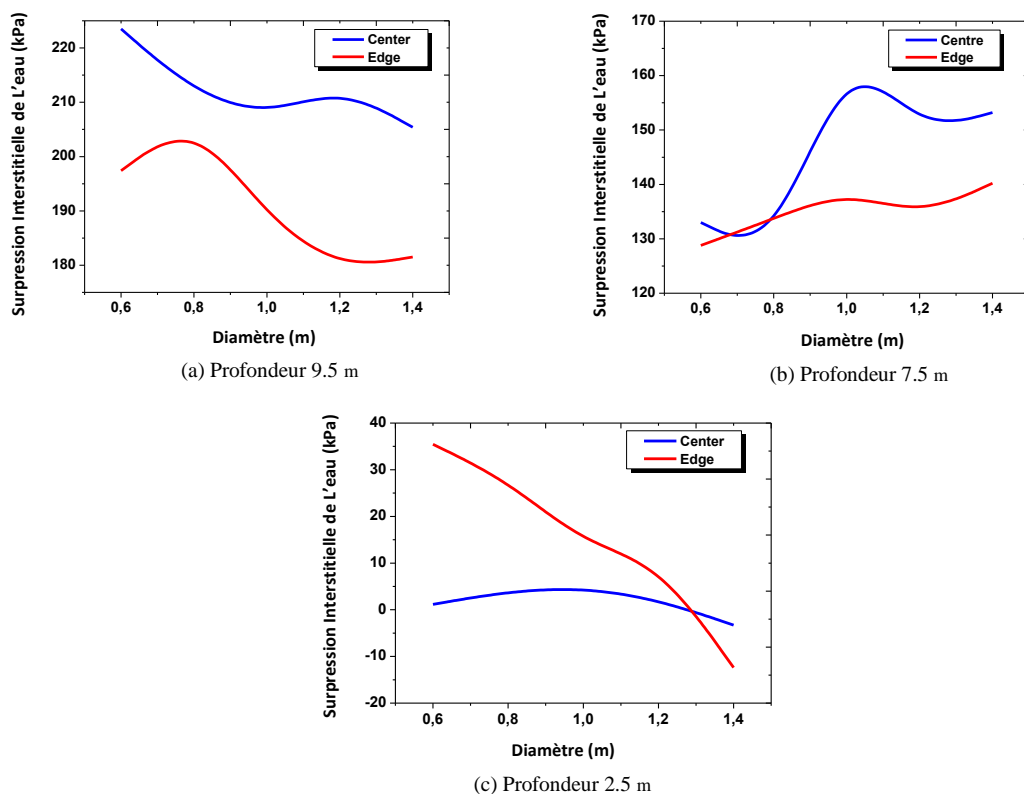 Surpression Interstitielle de L'eau (kPa)
220
210
200
190
180
Center
Edge
0,6 0,8 1,0 1,2 1,4
Diamètre (m)
(a) Profondeur 9.5 m
Surpression Interstitielle de L'eau (kPa)
170
160
150
140
130
120
Centre
Edge
0,6 0,8 1,0 1,2 1,4
Diamètre (m)
(b) Profondeur 7.5 m
Surpression Interstitielle de L'eau (kPa)
40
30
20
10
0
-10
-20
Center
Edge
0,6 0,8 1,0 1,2 1,4
Diamètre (m)
(c) Profondeur 2.5 m